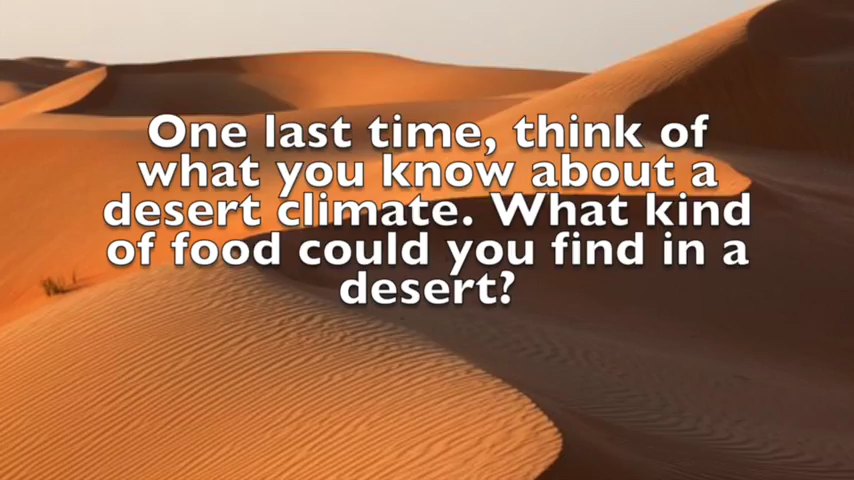 One last time, think of
what you know about a
desert climate. What kind
of food could you find in a
desert?